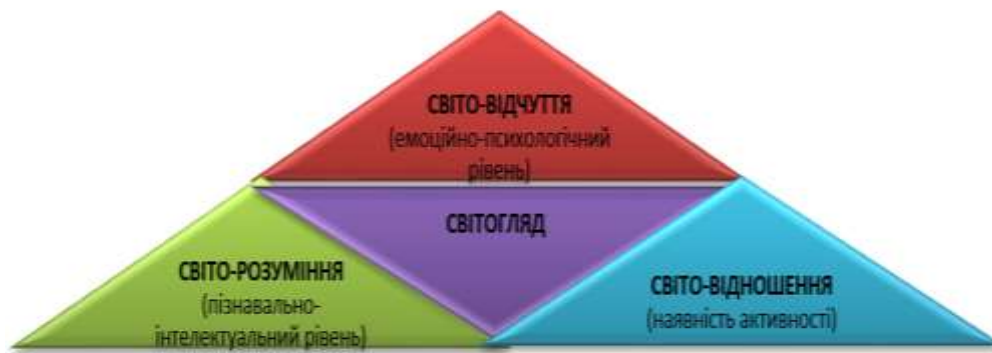 СВІТО-ВІДЧУТТЯ
(емоційно-психологічний
рівень)
СВІТОГЛЯД
СВІТО-РОЗУМІННЯ
(пізнавально-
інтелектуальний рівень)
СВІТО-ВІДНОШЕННЯ
(наявність активності)